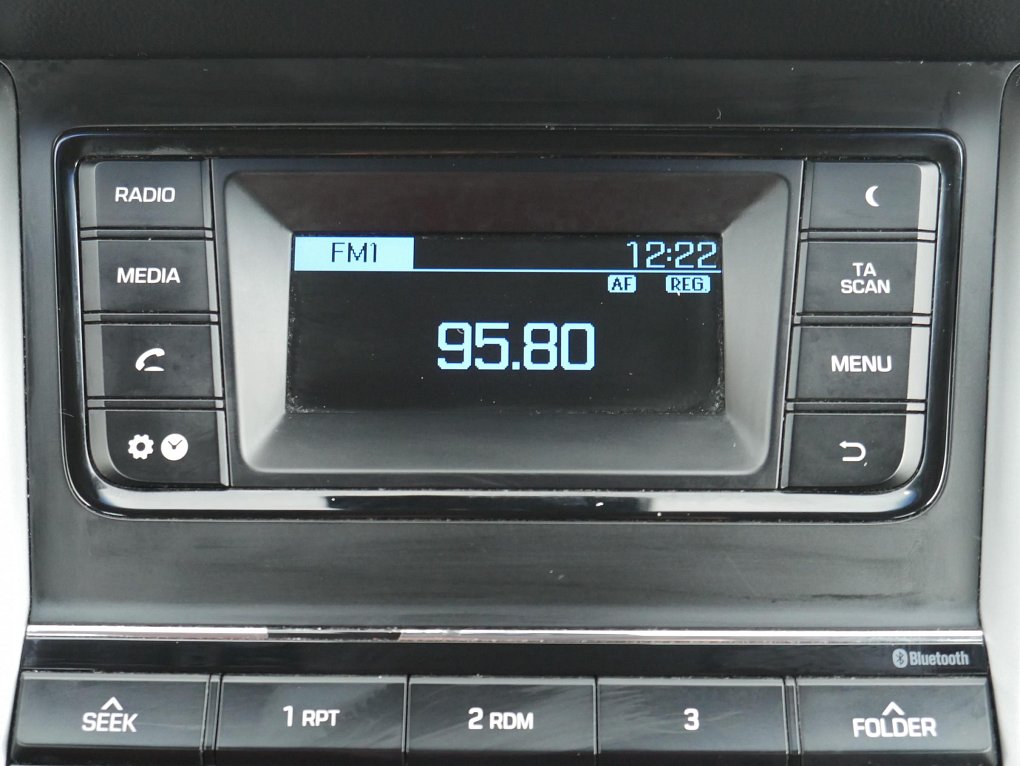 RADIO
MEDIA
FM1 12:22
AF REG.
95.80
TA
SCAN
MENU
Bluetooth
SEEK
1 RPT
2 RDM
3
FOLDER